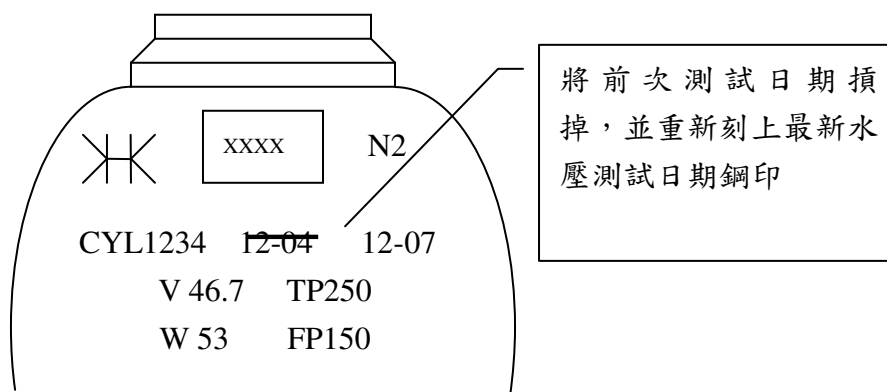 XXXX N2
CYL1234 12-04 12-07
V 46.7 TP250
W 53 FP150
將前次測試日期摃
掉，並重新刻上最新水
壓測試日期鋼印